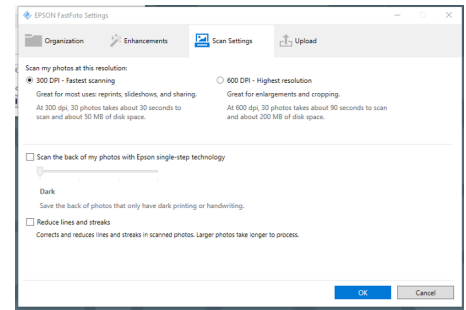 EPSON FastFoto Settings
Organization Enhancements Scan Settings Upload
Scan my photos at this resolution:
300 DPI - Fastest scanning
Great for most uses: reprints, slideshows, and sharing.
At 300 dpi, 30 photos takes about 30 seconds to
scan and about 50 MB of disk space.
600 DPI - Highest resolution
Great for enlargements and cropping.
At 600 dpi, 30 photos takes about 90 seconds to scan
and about 200 MB of disk space.
Scan the back of my photos with Epson single-step technology
Dark
Save the back of photos that only have dark printing or handwriting.
Reduce lines and streaks
Corrects and reduces lines and streaks in scanned photos. Larger photos take longer to process.
OK Cancel